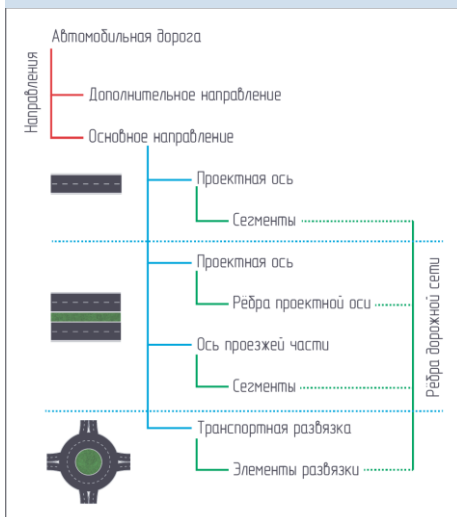 Автомобильная дорога
Направления
Дополнительное направление
Основное направление
Проектная ось
Сегменты
Проектная ось
Рёбра проектной оси
Ось проезжей части
Сегменты
Транспортная развязка
Элементы развязки
Рёбра дорожной сети